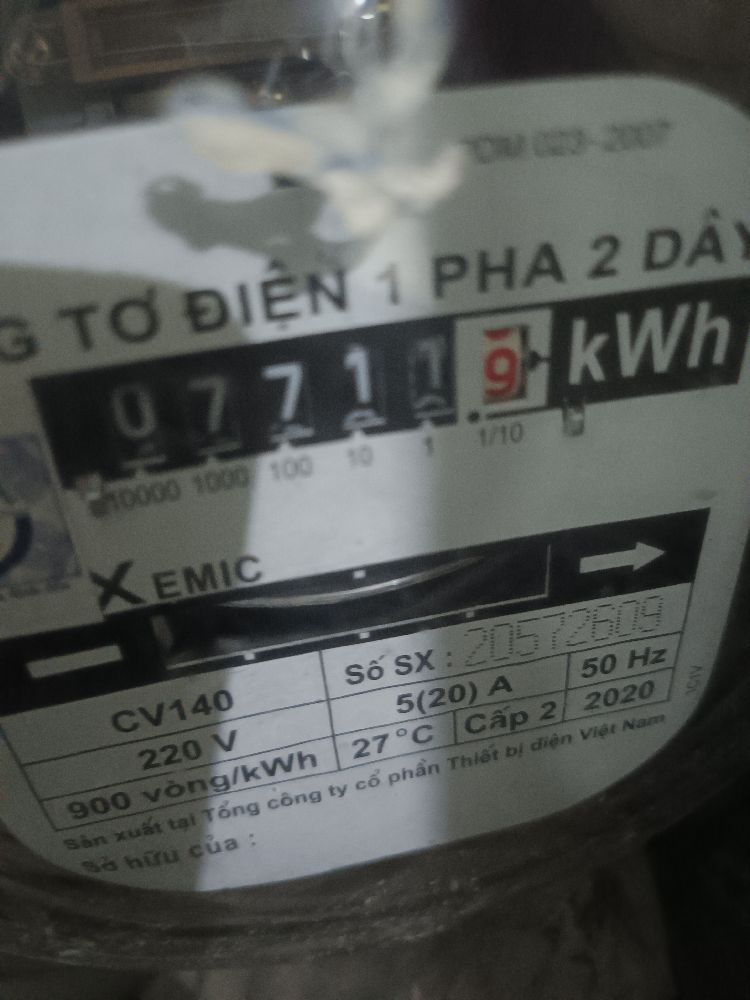 ĐDM 023-2007
G TƠ ĐIỆN 1 PHA 2 DÂY
0 7 7 1 1 9 kWh
10000 1000 100 10 1 1/10
EMIC
Số SX : 20572609
CV140 5(20) A 50 Hz
220 V 27°C Cấp 2 2020
900 vòng/kWh
Sản xuất tại Tổng công ty cổ phần Thiết bị điện Việt Nam
Sở hữu của :